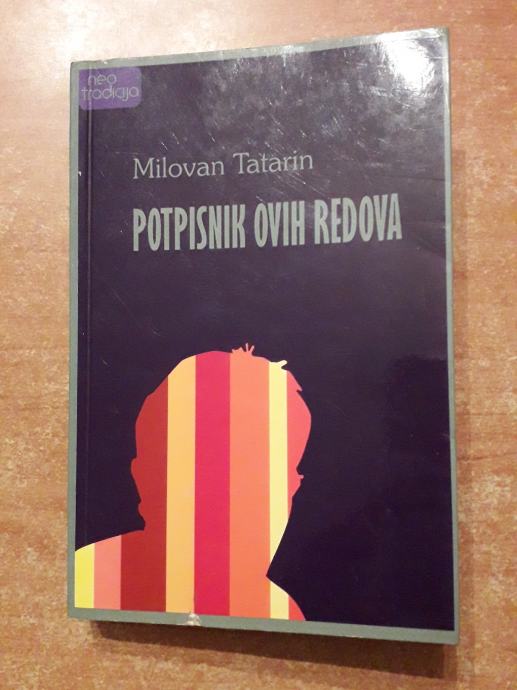 neo
tradicija
Milovan Tatarin
POTPISNIK OVIH REDOVA